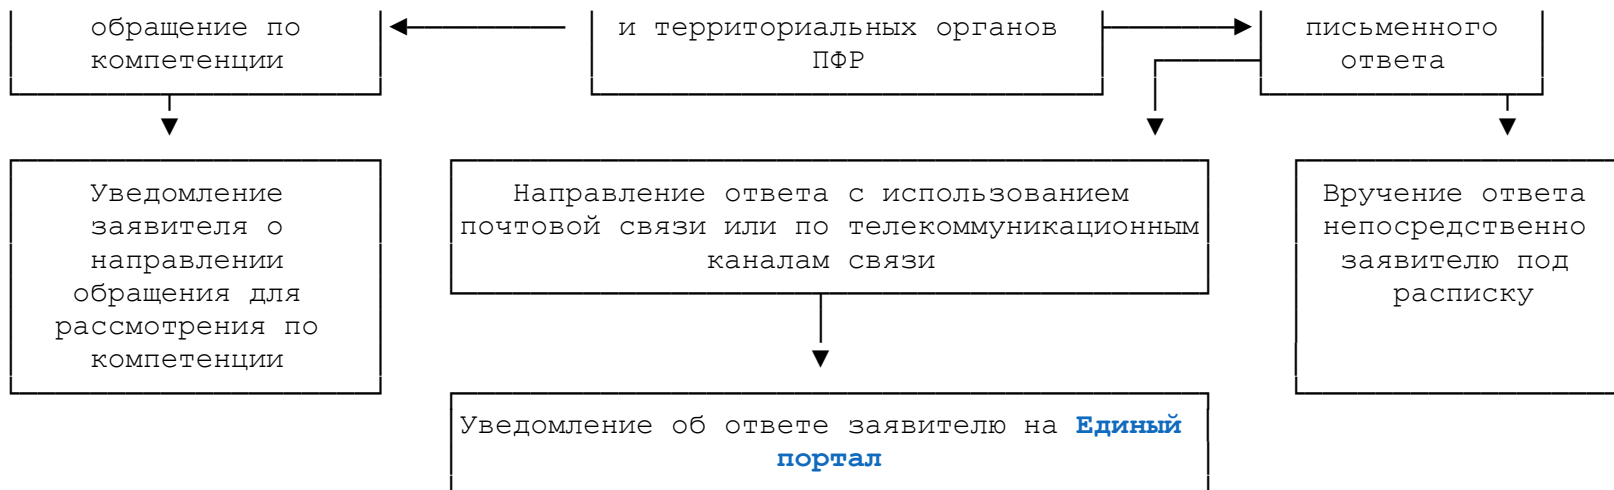 обращение по
компетенции
и территориальных органов
ПФР
письменного
ответа
Уведомление
заявителя о
направлении
обращения для
рассмотрения по
компетенции
Направление ответа с использованием
почтовой связи или по телекоммуникационным
каналам связи
Вручение ответа
непосредственно
заявителю под
расписку
Уведомление об ответе заявителю на Единый
портал